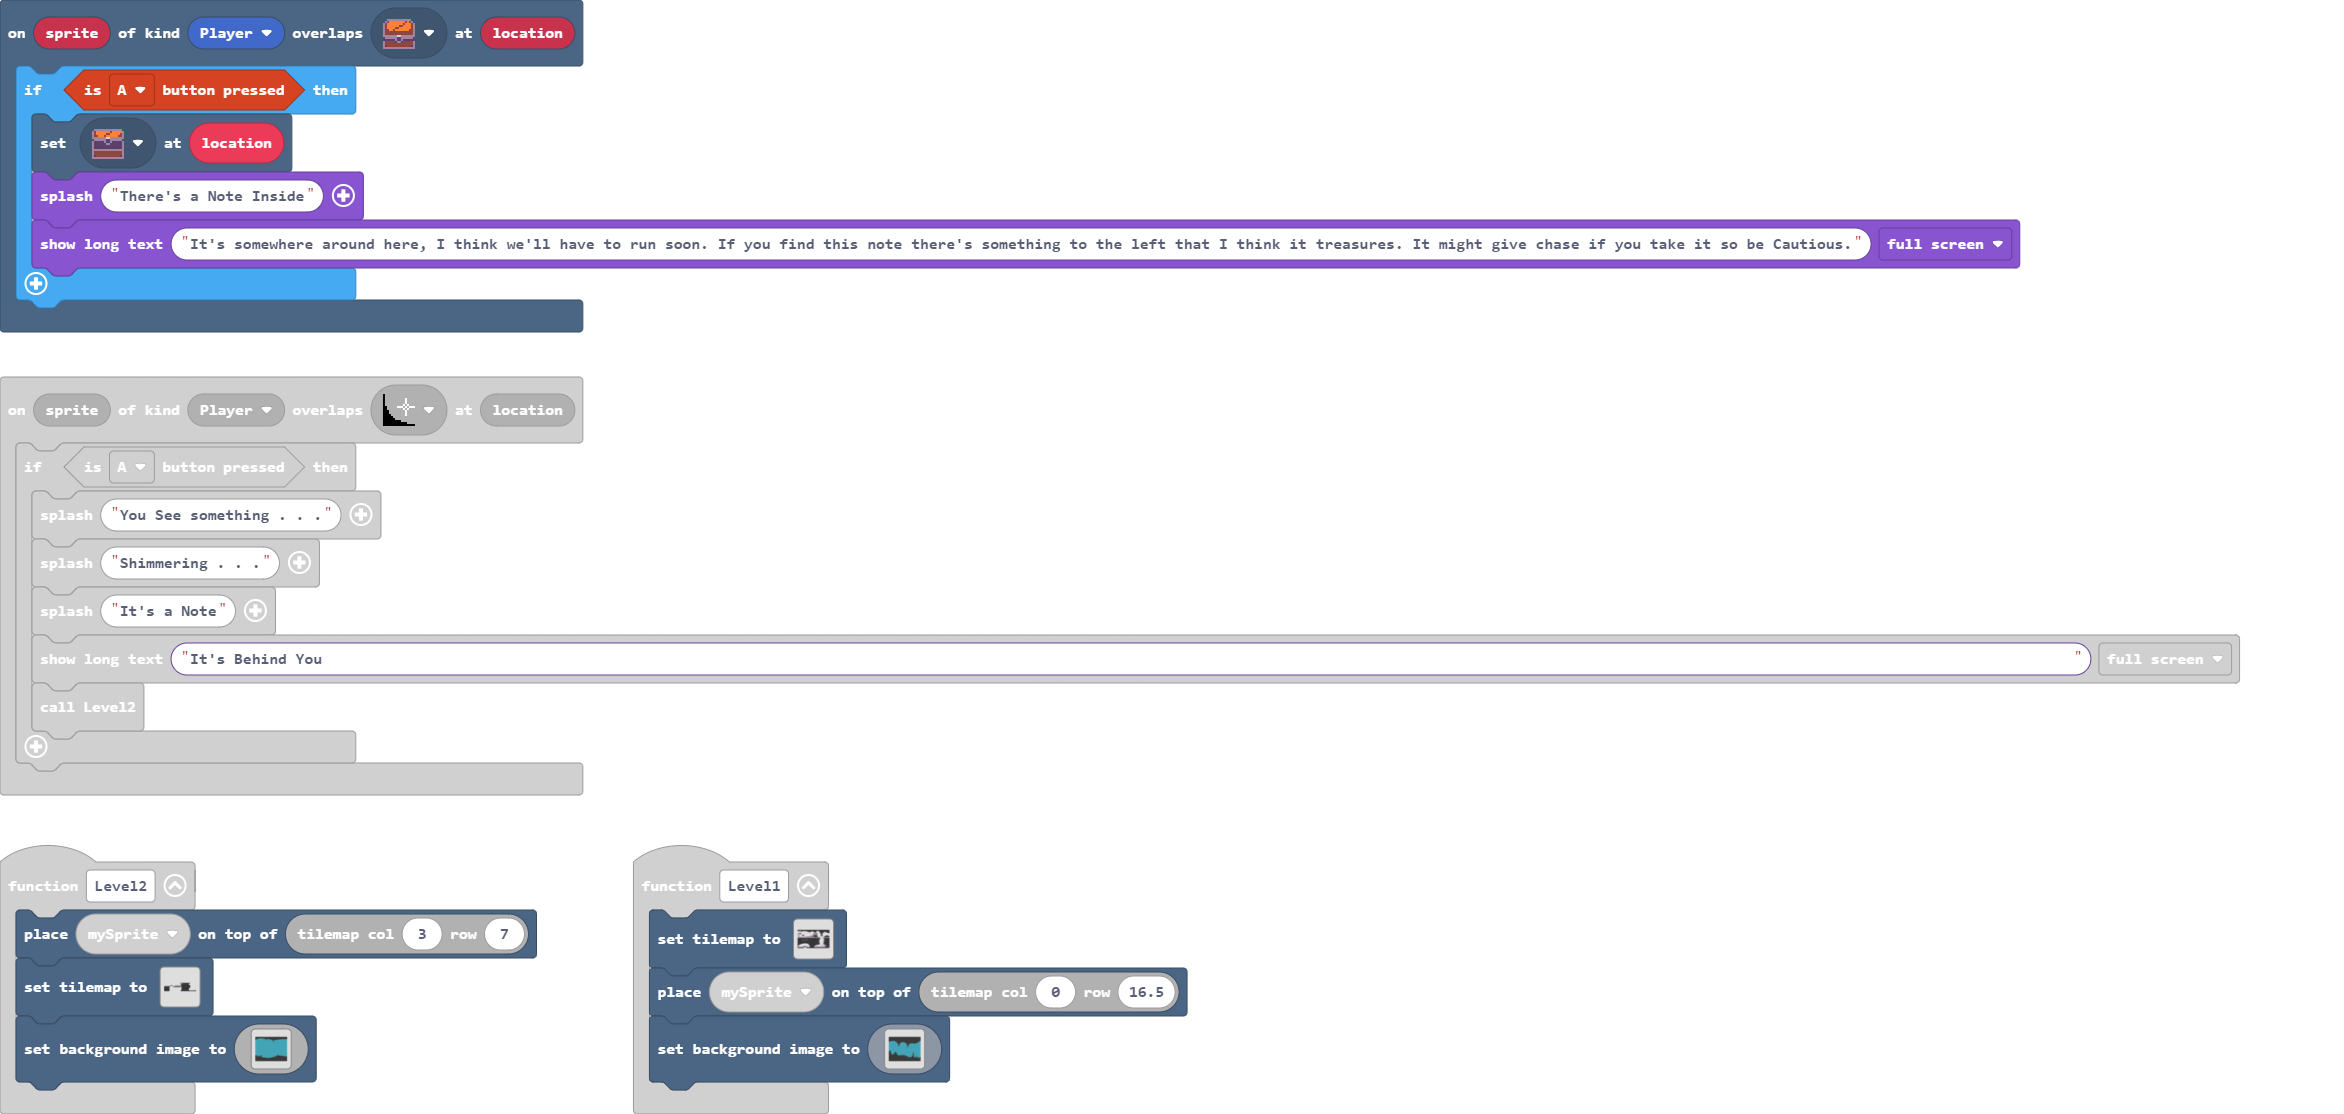 on sprite of kind Player overlaps at location
if is A button pressed then
set at location
splash "There's a Note Inside"
show long text "It's somewhere around here, I think we'll have to run soon. If you find this note there's something to the left that I think it treasures. It might give chase if you take it so be Cautious." full screen
on sprite of kind Player overlaps at location
if is A button pressed then
splash "You See something . . ."
splash "Shimmering . . ."
splash "It's a Note"
show long text "It's Behind You " full screen
call Level2
function Level2
place mySprite on top of tilemap col 3 row 7
set tilemap to
set background image to
function Level1
set tilemap to
place mySprite on top of tilemap col 0 row 16.5
set background image to